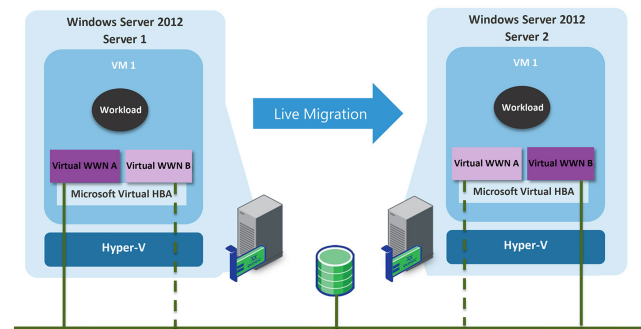 Windows Server 2012
Server 1
VM 1
Workload
Virtual WWN A
Virtual WWN B
Microsoft Virtual HBA
Hyper-V
Live Migration
Windows Server 2012
Server 2
VM 1
Workload
Virtual WWN A
Virtual WWN B
Microsoft Virtual HBA
Hyper-V